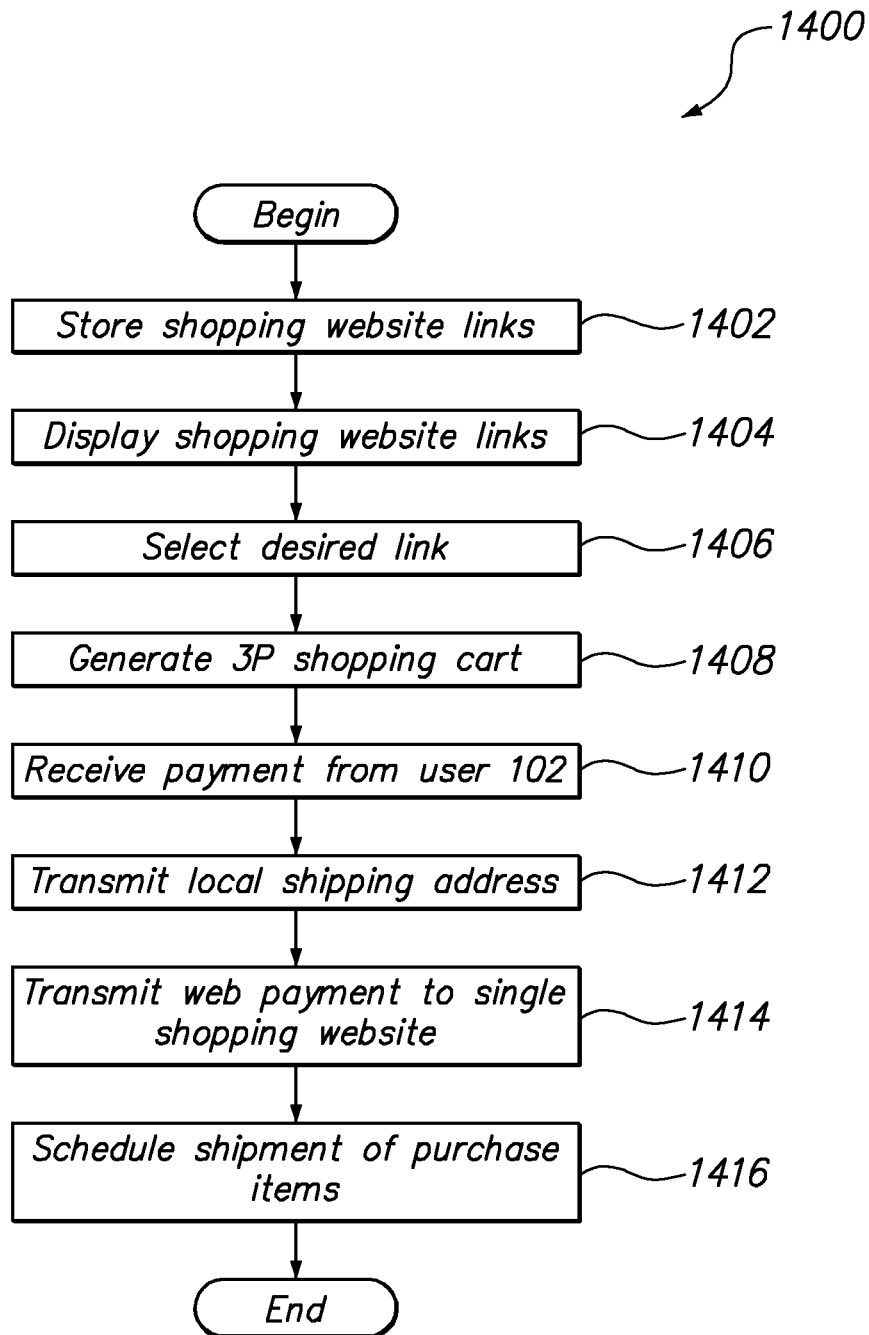 1400
Begin
Store shopping website links
1402
Display shopping website links
1404
Select desired link
1406
Generate 3P shopping cart
1408
Receive payment from user 102
1410
Transmit local shipping address
1412
Transmit web payment to single
shopping website
1414
Schedule shipment of purchase
items
1416
End